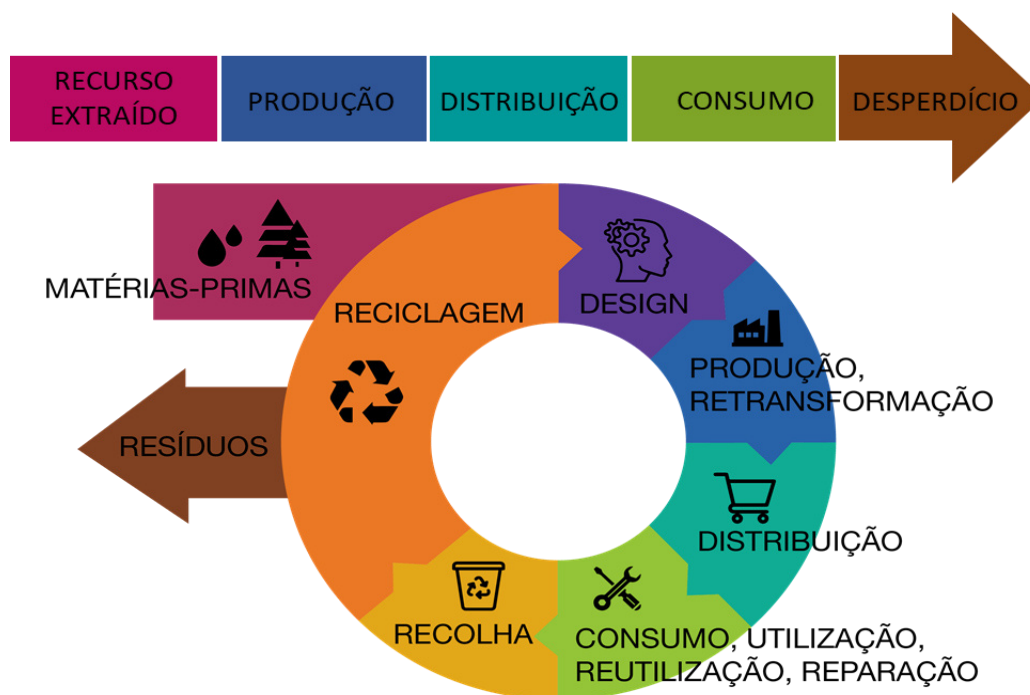 RECURSO
EXTRAÍDO
PRODUÇÃO
DISTRIBUIÇÃO
CONSUMO
DESPERDÍCIO
MATÉRIAS-PRIMAS
RECICLAGEM
DESIGN
PRODUÇÃO,
RETRANSFORMAÇÃO
RESÍDUOS
DISTRIBUIÇÃO
RECOLHA
CONSUMO, UTILIZAÇÃO,
REUTILIZAÇÃO, REPARAÇÃO